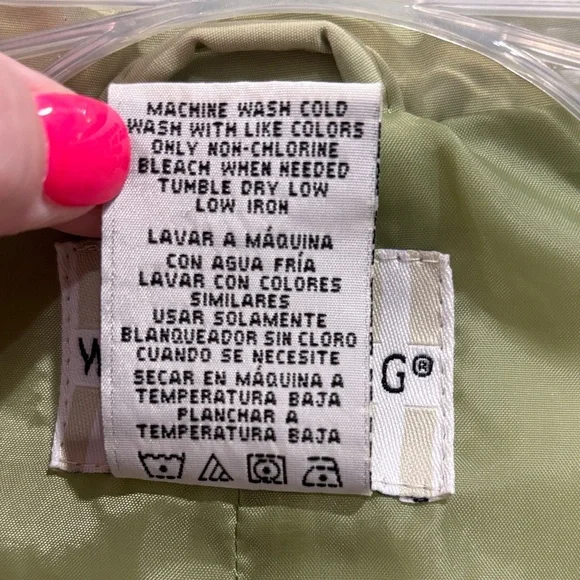 MACHINE WASH COLD
WASH WITH LIKE COLORS
ONLY NON-CHLORINE
BLEACH WHEN NEEDED
TUMBLE DRY LOW
LOW IRON
LAVAR A MÁQUINA
CON AGUA FRÍA
LAVAR CON COLORES
SIMILARES
USAR SOLAMENTE
BLANQUEADOR SIN CLORO
CUANDO SE NECESITE
SECAR EN MÁQUINA A
TEMPERATURA BAJA
PLANCHAR A
TEMPERATURA BAJA
W
G®